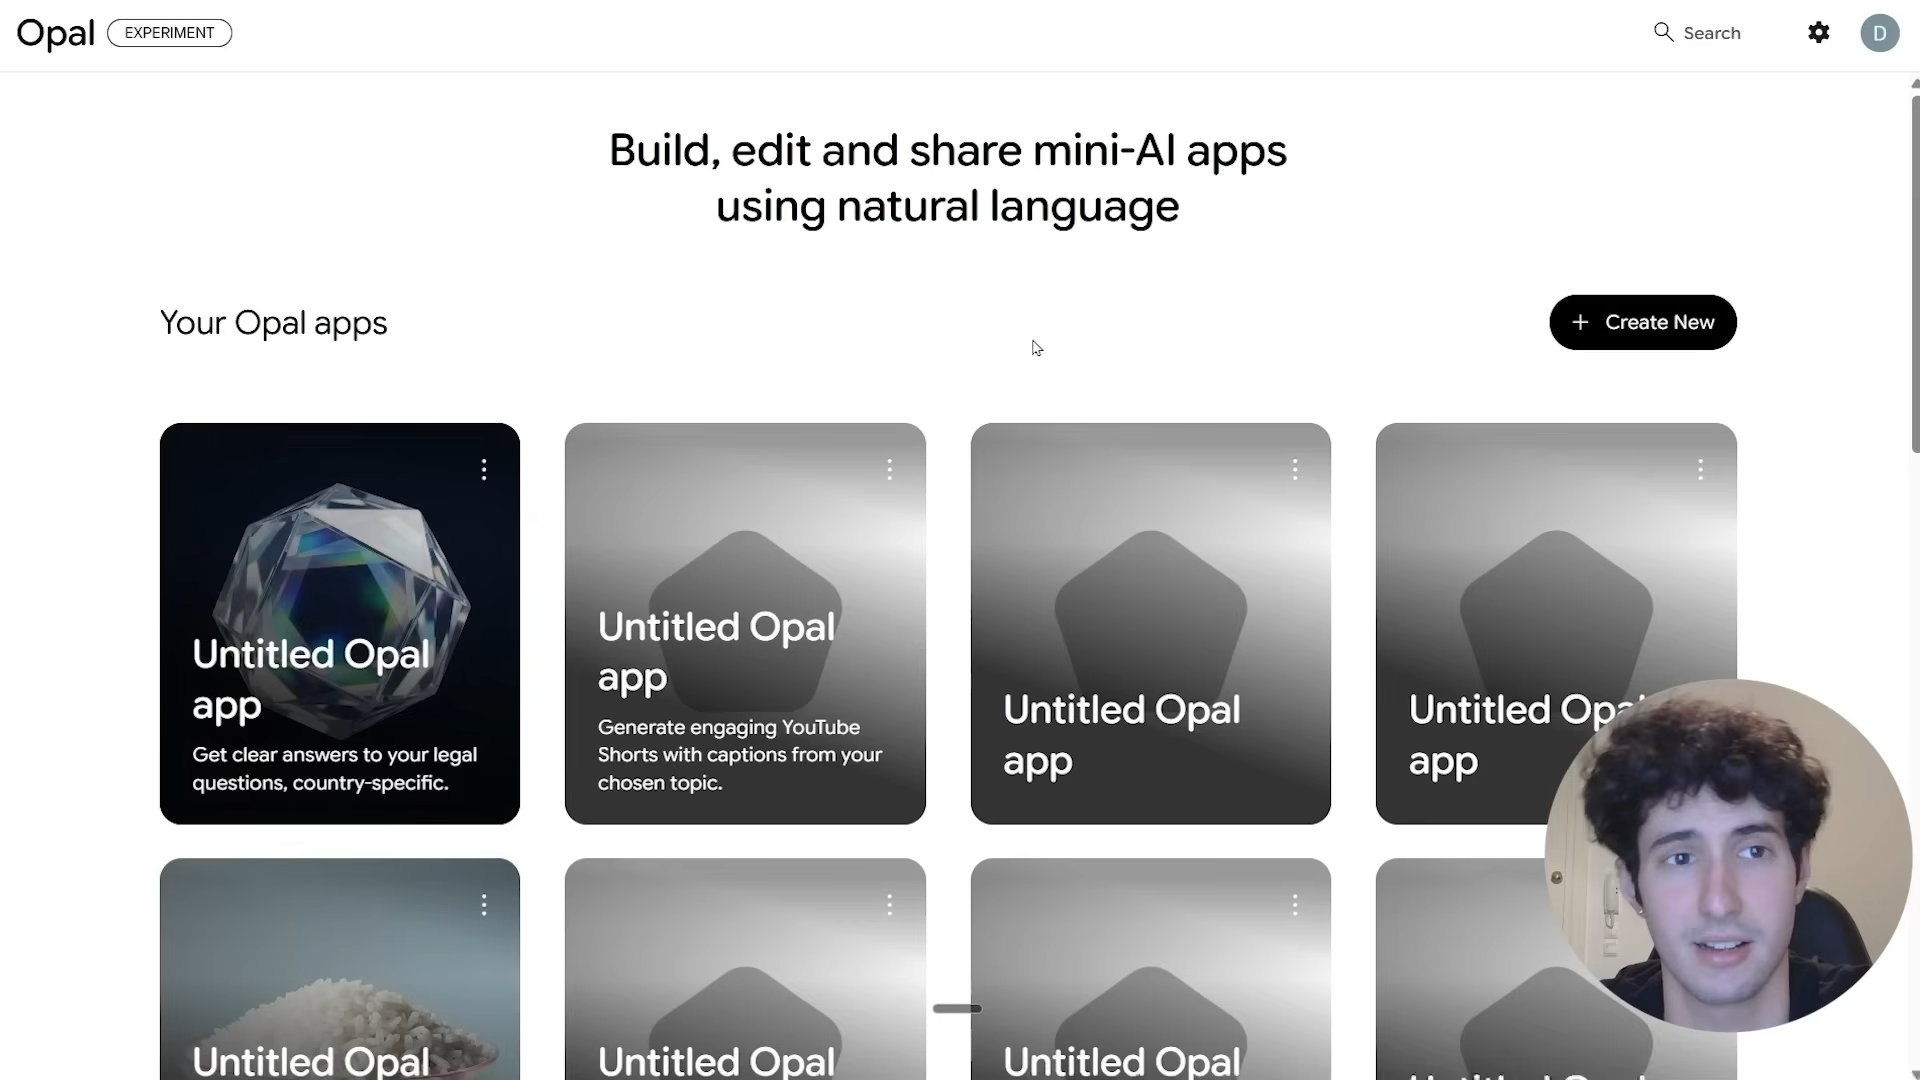 Opal EXPERIMENT
Search
D
Build, edit and share mini-AI apps
using natural language
Your Opal apps
+ Create New
Untitled Opal
app
Get clear answers to your legal
questions, country-specific.
Untitled Opal
app
Generate engaging YouTube
Shorts with captions from your
chosen topic.
Untitled Opal
app
Untitled
app
Untitled Opal
Untitled Opal
Untitled Opal